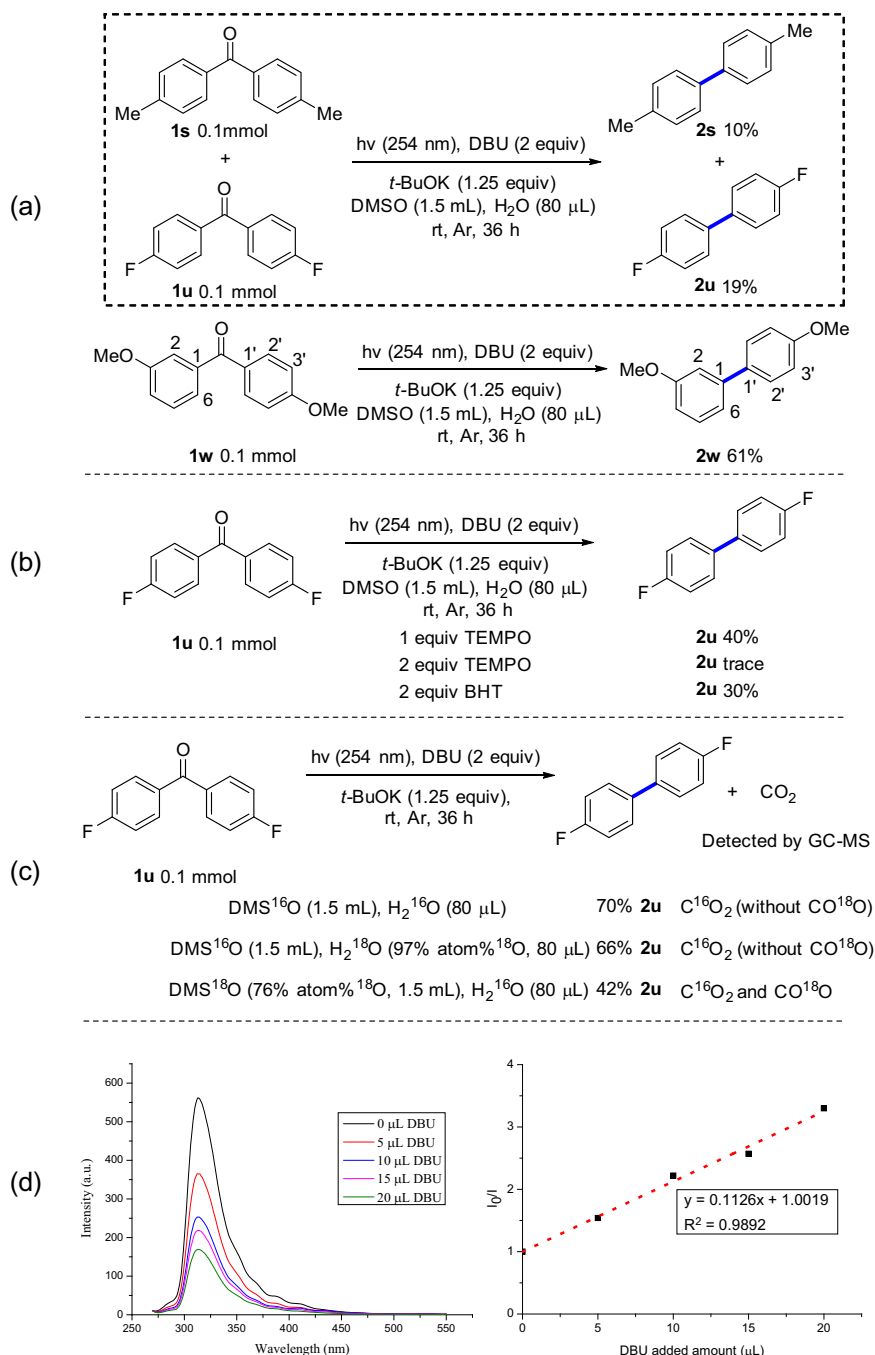 (a)
O
Me
Me
1s 0.1mmol
+
O
F
F
1u 0.1 mmol
hv (254 nm), DBU (2 equiv)
t-BuOK (1.25 equiv)
DMSO (1.5 mL), H2O (80 μL)
rt, Ar, 36 h
Me
Me
2s 10%
+
F
F
2u 19%
O
MeO
2
1
6
1'
2'
3'
OMe
1w 0.1 mmol
hv (254 nm), DBU (2 equiv)
t-BuOK (1.25 equiv)
DMSO (1.5 mL), H2O (80 μL)
rt, Ar, 36 h
OMe
MeO
2
1
6
1'
2'
3'
2w 61%
(b)
O
F
F
1u 0.1 mmol
hv (254 nm), DBU (2 equiv)
t-BuOK (1.25 equiv)
DMSO (1.5 mL), H2O (80 μL)
rt, Ar, 36 h
F
F
1 equiv TEMPO 2u 40%
2 equiv TEMPO 2u trace
2 equiv BHT 2u 30%
(c)
O
F
F
1u 0.1 mmol
hv (254 nm), DBU (2 equiv)
t-BuOK (1.25 equiv),
rt, Ar, 36 h
F
F
+ CO2
Detected by GC-MS
DMS16O (1.5 mL), H216O (80 μL) 70% 2u C16O2 (without CO18O)
DMS16O (1.5 mL), H218O (97% atom%18O, 80 μL) 66% 2u C16O2 (without CO18O)
DMS18O (76% atom%18O, 1.5 mL), H216O (80 μL) 42% 2u C16O2 and CO18O
(d)
Intensity (a.u.)
600
500
400
300
200
100
0
250 300 350 400 450 500 550
Wavelength (nm)
0 μL DBU
5 μL DBU
10 μL DBU
15 μL DBU
20 μL DBU
I0/I
4
3
2
1
0
0 5 10 15 20
DBU added amount (μL)
y = 0.1126x + 1.0019
R2 = 0.9892